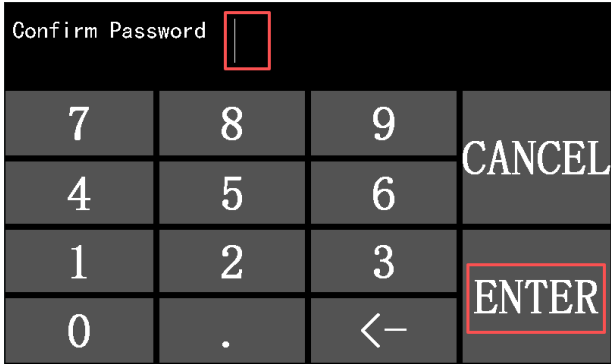 Confirm Password
7 8 9
CANCEL
4 5 6
1 2 3
ENTER
0 . <-